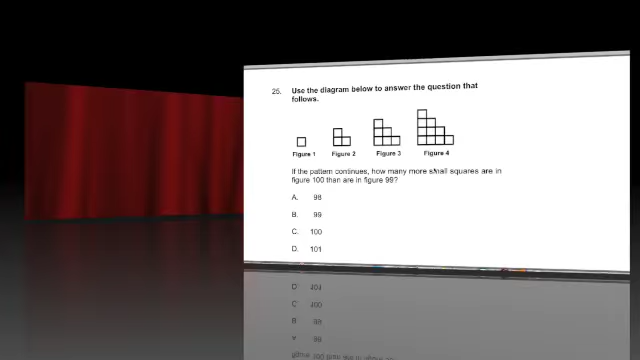 25. Use the diagram below to answer the question that
follows.
Figure 1 Figure 2 Figure 3 Figure 4
If the pattern continues, how many more small squares are in
figure 100 than are in figure 99?
A. 98
B. 99
C. 100
D. 101